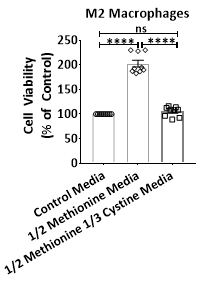 M2 Macrophages
ns
**** ****
Cell Viability
(% of Control)
250
200
150
100
50
0
Control Media
1/2 Methionine Media
1/2 Methionine 1/3 Cystine Media